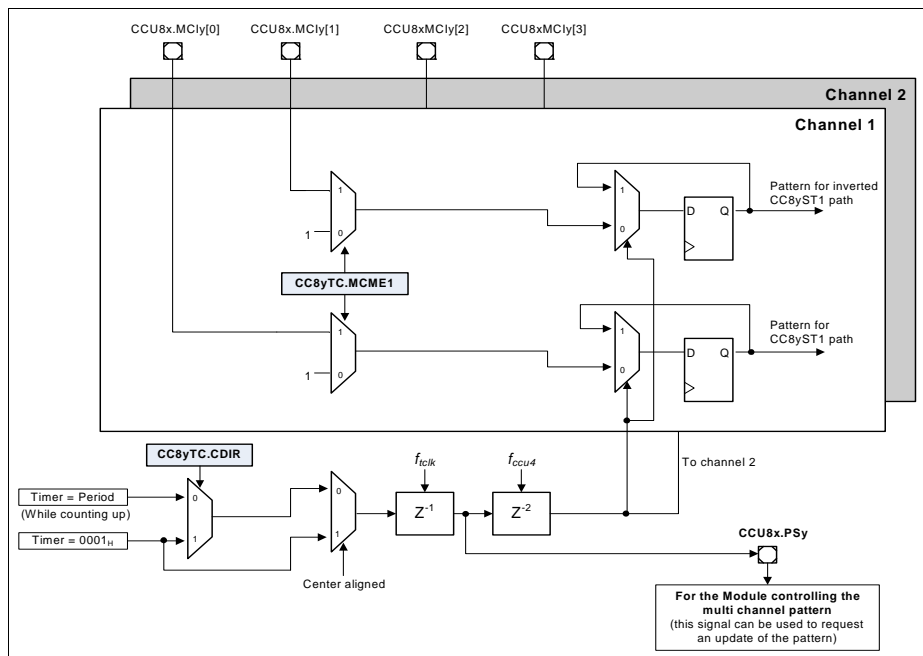 CCU8x.MCIy[0]
CCU8x.MCIy[1]
CCU8xMCIy[2]
CCU8xMCIy[3]
Channel 2
Channel 1
1
1
0
CC8yTC.MCME1
1
1
0
1
0
D Q
Pattern for inverted
CC8yST1 path
1
0
D Q
Pattern for
CC8yST1 path
CC8yTC.CDIR
Timer = Period
(While counting up)
Timer = 0001H
0
1
0
1
Center aligned
ftclk
Z-1
fccu4
Z-2
To channel 2
CCU8x.PSy
For the Module controlling the
multi channel pattern
(this signal can be used to request
an update of the pattern)